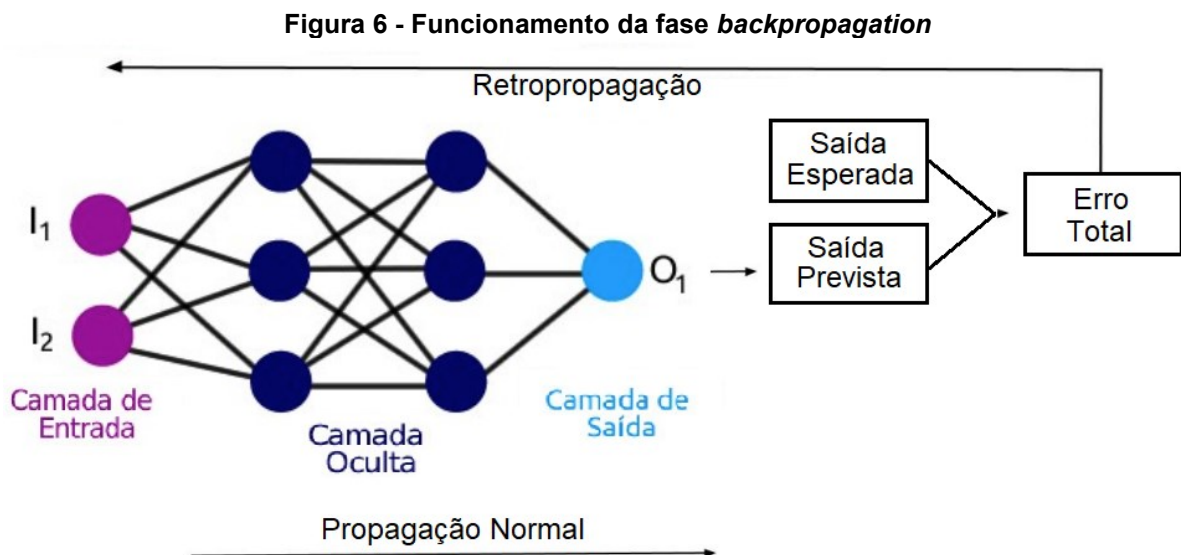 Figura 6 - Funcionamento da fase backpropagation
Retropropagação
Saída
Esperada
Erro
Total
I1
Saída
Prevista
O1
I2
Camada de
Entrada
Camada
Oculta
Camada de
Saída
Propagação Normal